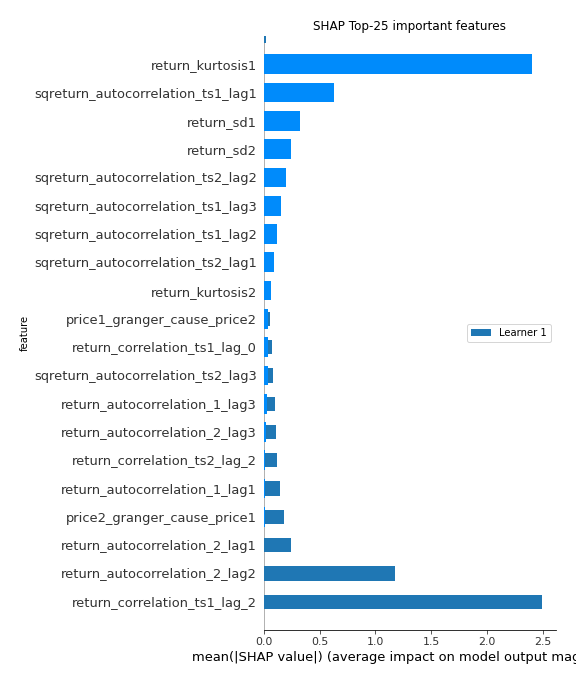 SHAP Top-25 important features
return_kurtosis1
sqreturn_autocorrelation_ts1_lag1
return_sd1
return_sd2
sqreturn_autocorrelation_ts2_lag2
sqreturn_autocorrelation_ts1_lag3
sqreturn_autocorrelation_ts1_lag2
sqreturn_autocorrelation_ts2_lag1
return_kurtosis2
price1_granger_cause_price2
return_correlation_ts1_lag_0
sqreturn_autocorrelation_ts2_lag3
return_autocorrelation_1_lag3
return_autocorrelation_2_lag3
return_correlation_ts2_lag_2
return_autocorrelation_1_lag1
price2_granger_cause_price1
return_autocorrelation_2_lag1
return_autocorrelation_2_lag2
return_correlation_ts1_lag_2
feature
Learner 1
0.0 0.5 1.0 1.5 2.0 2.5
mean(|SHAP value|) (average impact on model output mag